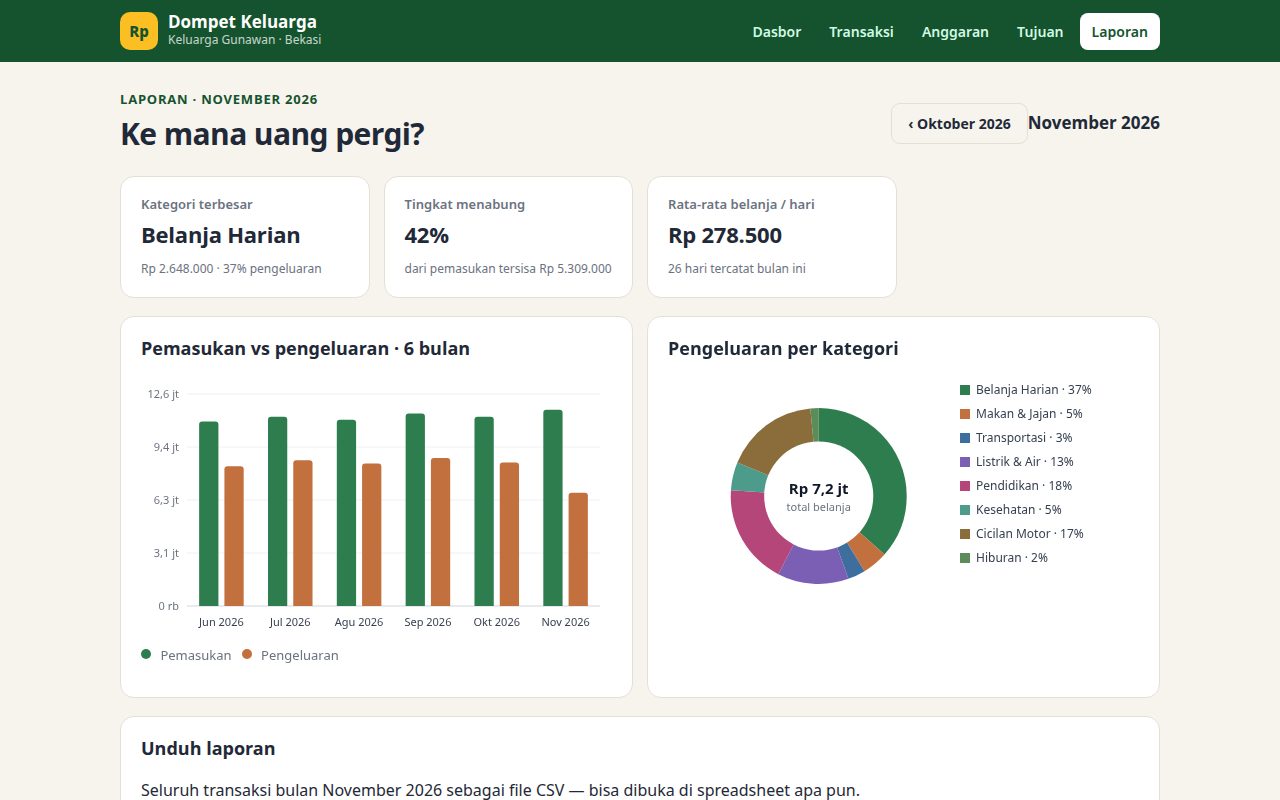 Rp
Dompet Keluarga
Keluarga Gunawan · Bekasi
Dasbor
Transaksi
Anggaran
Tujuan
Laporan
LAPORAN · NOVEMBER 2026
Ke mana uang pergi?
‹ Oktober 2026
November 2026
Kategori terbesar
Belanja Harian
Rp 2.648.000 · 37% pengeluaran
Tingkat menabung
42%
dari pemasukan tersisa Rp 5.309.000
Rata-rata belanja / hari
Rp 278.500
26 hari tercatat bulan ini
Pemasukan vs pengeluaran · 6 bulan
12,6 jt
9,4 jt
6,3 jt
3,1 jt
0 rb
Jun 2026
Jul 2026
Agu 2026
Sep 2026
Okt 2026
Nov 2026
Pemasukan
Pengeluaran
Pengeluaran per kategori
Rp 7,2 jt
total belanja
Belanja Harian · 37%
Makan & Jajan · 5%
Transportasi · 3%
Listrik & Air · 13%
Pendidikan · 18%
Kesehatan · 5%
Cicilan Motor · 17%
Hiburan · 2%
Unduh laporan
Seluruh transaksi bulan November 2026 sebagai file CSV — bisa dibuka di spreadsheet apa pun.